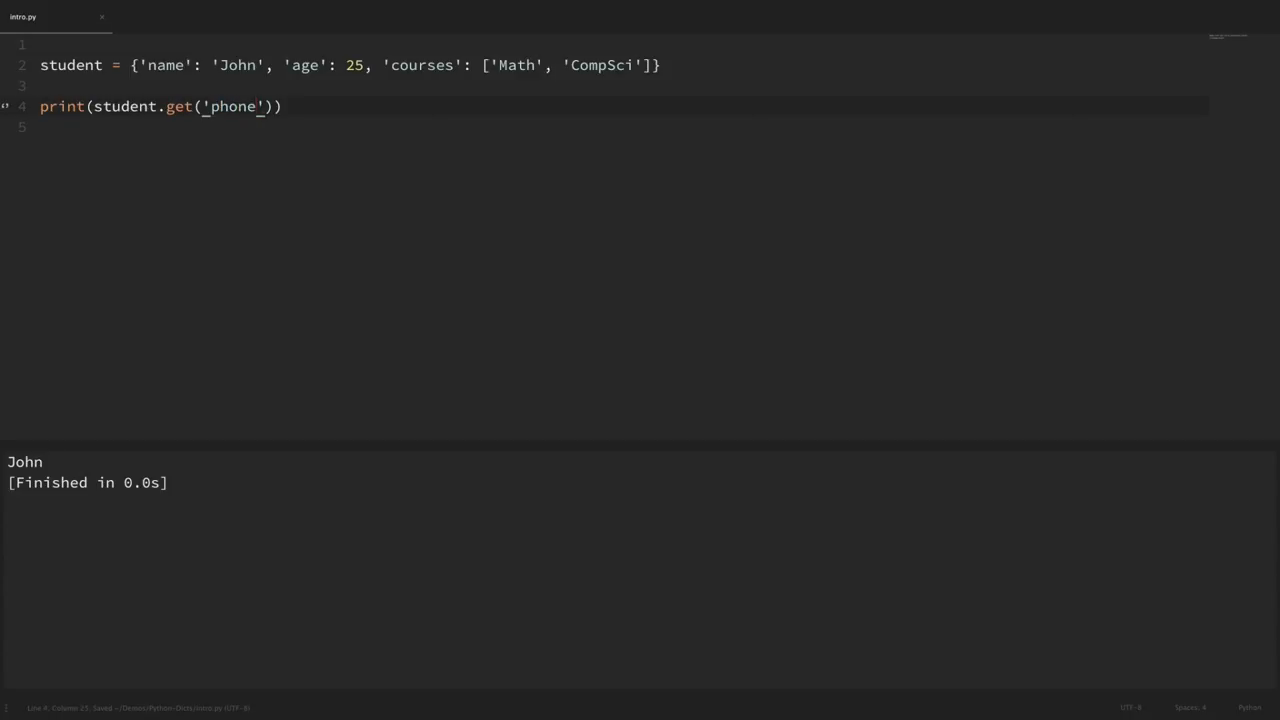 intro.py ×
1
2 student = {'name': 'John', 'age': 25, 'courses': ['Math', 'CompSci']}
3
4 print(student.get('phone'))
5
John
[Finished in 0.0s]
Line 4, Column 25; Saved ~/Demos/Python-Dicts/intro.py (UTF-8) UTF-8 Spaces: 4 Python